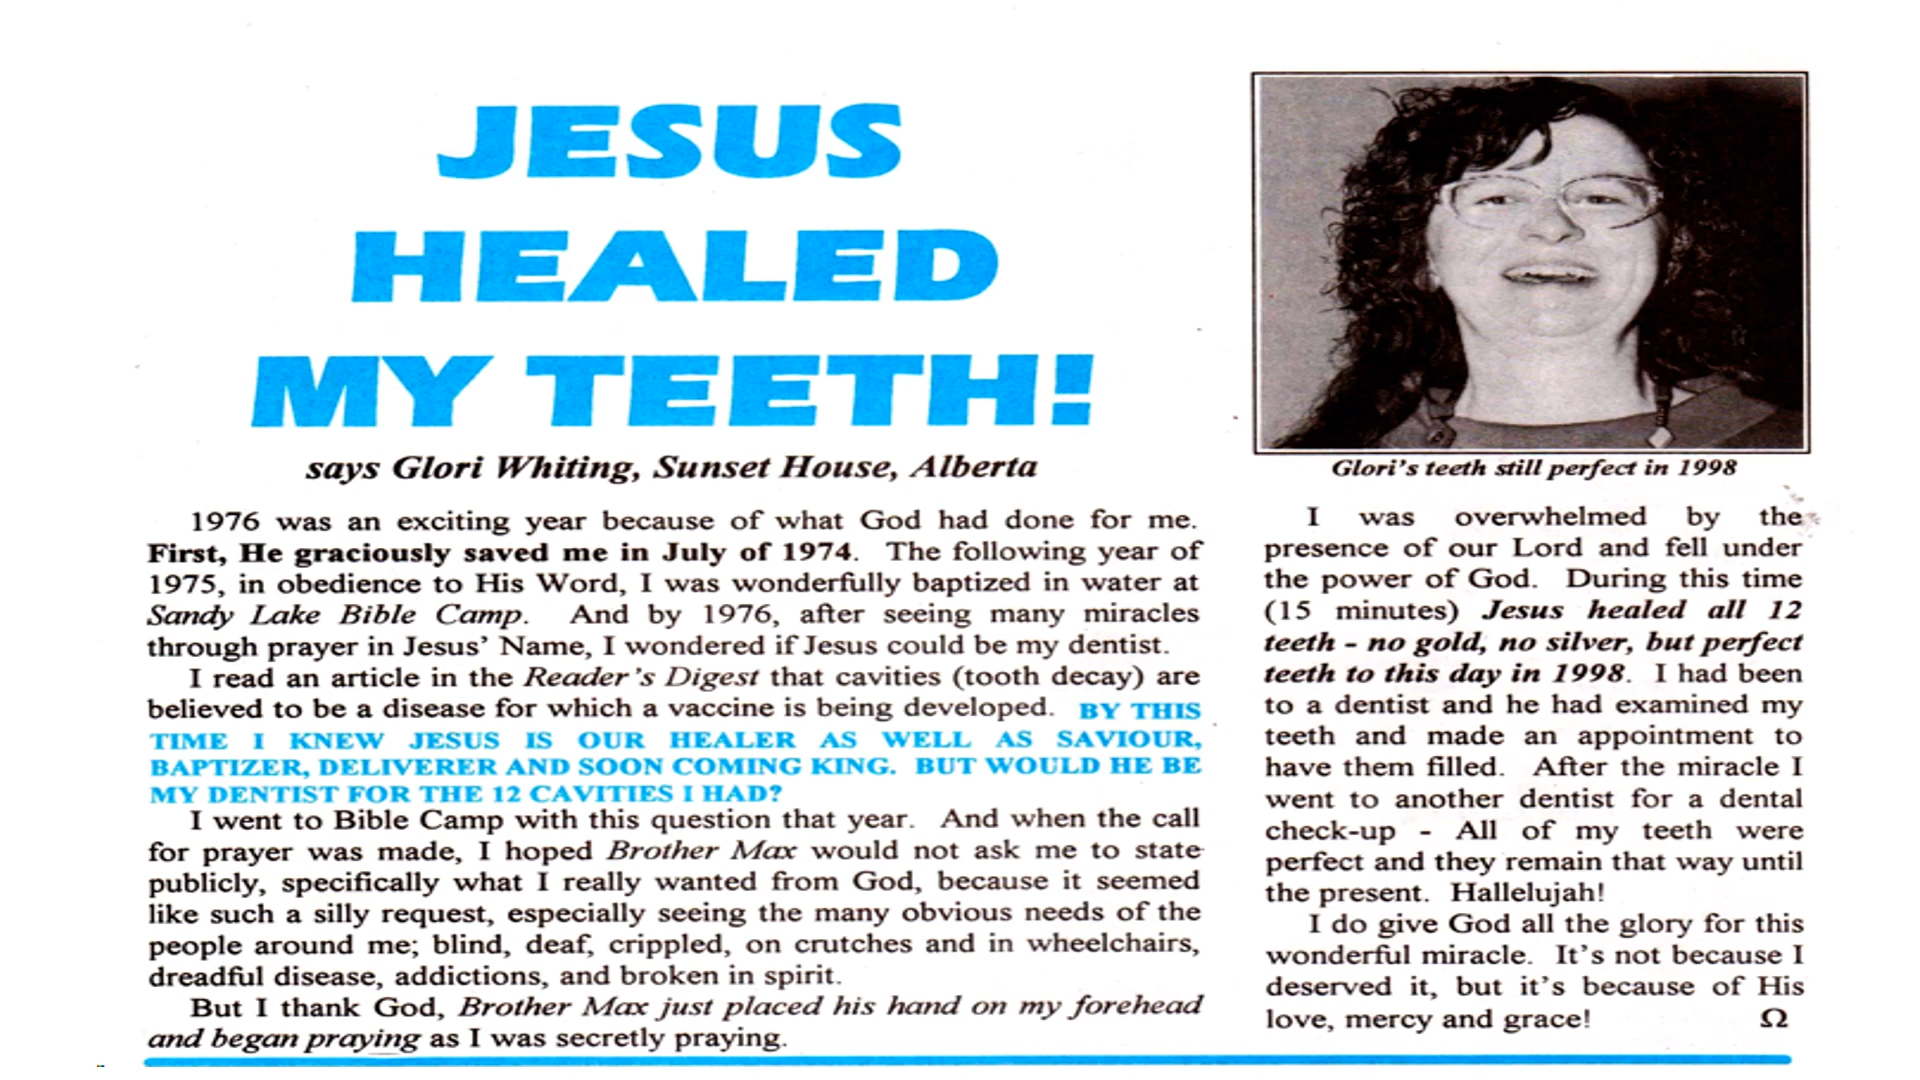 JESUS
HEALED
MY TEETH!
says Glori Whiting, Sunset House, Alberta
1976 was an exciting year because of what God had done for me.
First, He graciously saved me in July of 1974. The following year of
1975, in obedience to His Word, I was wonderfully baptized in water at
Sandy Lake Bible Camp. And by 1976, after seeing many miracles
through prayer in Jesus' Name, I wondered if Jesus could be my dentist.
I read an article in the Reader's Digest that cavities (tooth decay) are
believed to be a disease for which a vaccine is being developed. BY THIS
TIME I KNEW JESUS IS OUR HEALER AS WELL AS SAVIOUR,
BAPTIZER, DELIVERER AND SOON COMING KING. BUT WOULD HE BE
MY DENTIST FOR THE 12 CAVITIES I HAD?
I went to Bible Camp with this question that year. And when the call
for prayer was made, I hoped Brother Max would not ask me to state
publicly, specifically what I really wanted from God, because it seemed
like such a silly request, especially seeing the many obvious needs of the
people around me; blind, deaf, crippled, on crutches and in wheelchairs,
dreadful disease, addictions, and broken in spirit.
But I thank God, Brother Max just placed his hand on my forehead
and began praying as I was secretly praying.
Glori's teeth still perfect in 1998
I was overwhelmed by the
presence of our Lord and fell under
the power of God. During this time
(15 minutes) Jesus healed all 12
teeth - no gold, no silver, but perfect
teeth to this day in 1998. I had been
to a dentist and he had examined my
teeth and made an appointment to
have them filled. After the miracle I
went to another dentist for a dental
check-up - All of my teeth were
perfect and they remain that way until
the present. Hallelujah!
I do give God all the glory for this
wonderful miracle. It's not because I
deserved it, but it's because of His
love, mercy and grace! Ω